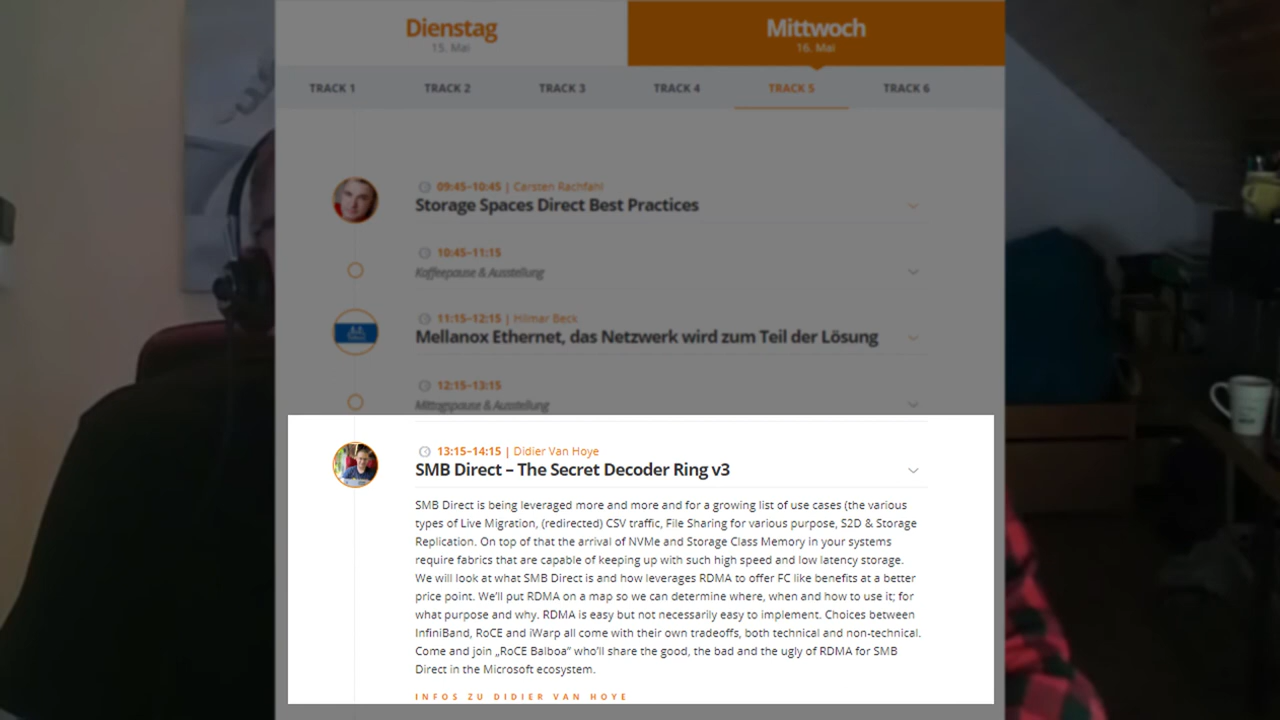 Dienstag
15. Mai
Mittwoch
16. Mai
TRACK 1
TRACK 2
TRACK 3
TRACK 4
TRACK 5
TRACK 6
09:45–10:45 | Carsten Rachfahl
Storage Spaces Direct Best Practices
10:45–11:15
Kaffeepause & Ausstellung
11:15–12:15 | Hilmar Beck
Mellanox Ethernet, das Netzwerk wird zum Teil der Lösung
12:15–13:15
Mittagspause & Ausstellung
13:15–14:15 | Didier Van Hoye
SMB Direct – The Secret Decoder Ring v3
SMB Direct is being leveraged more and more and for a growing list of use cases (the various
types of Live Migration, (redirected) CSV traffic, File Sharing for various purpose, S2D & Storage
Replication. On top of that the arrival of NVMe and Storage Class Memory in your systems
require fabrics that are capable of keeping up with such high speed and low latency storage.
We will look at what SMB Direct is and how leverages RDMA to offer FC like benefits at a better
price point. We'll put RDMA on a map so we can determine where, when and how to use it; for
what purpose and why. RDMA is easy but not necessarily easy to implement. Choices between
InfiniBand, RoCE and iWarp all come with their own tradeoffs, both technical and non-technical.
Come and join „RoCE Balboa“ who'll share the good, the bad and the ugly of RDMA for SMB
Direct in the Microsoft ecosystem.
INFOS ZU DIDIER VAN HOYE